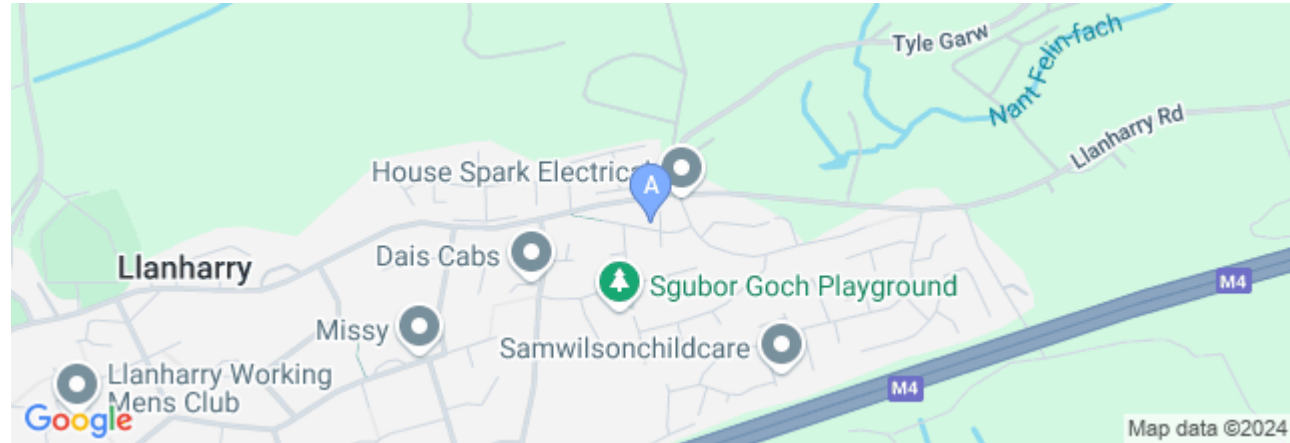 Tyle Garw
Nant Felin-fach
Llanharry Rd
House Spark Electrical
A
Dais Cabs
Llanharry
Sgubor Goch Playground
M4
Missy
Samwilsonchildcare
Llanharry Working
Mens Club
M4
Google
Map data ©2024